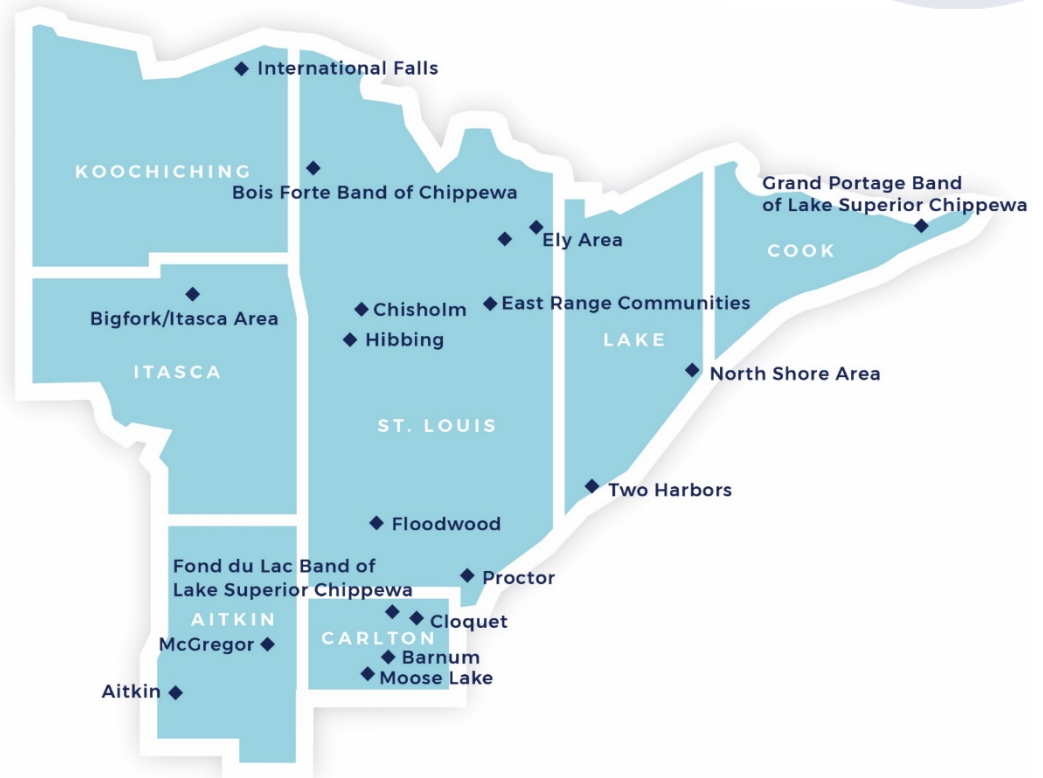 International Falls
KOOCHICHING
Bois Forte Band of Chippewa
Grand Portage Band
of Lake Superior Chippewa
Ely Area
COOK
Bigfork/Itasca Area
Chisholm
East Range Communities
Hibbing
LAKE
ITASCA
North Shore Area
ST. LOUIS
Two Harbors
Floodwood
Fond du Lac Band of
Lake Superior Chippewa
Proctor
AITKIN
Cloquet
CARLTON
McGregor
Barnum
Moose Lake
Aitkin